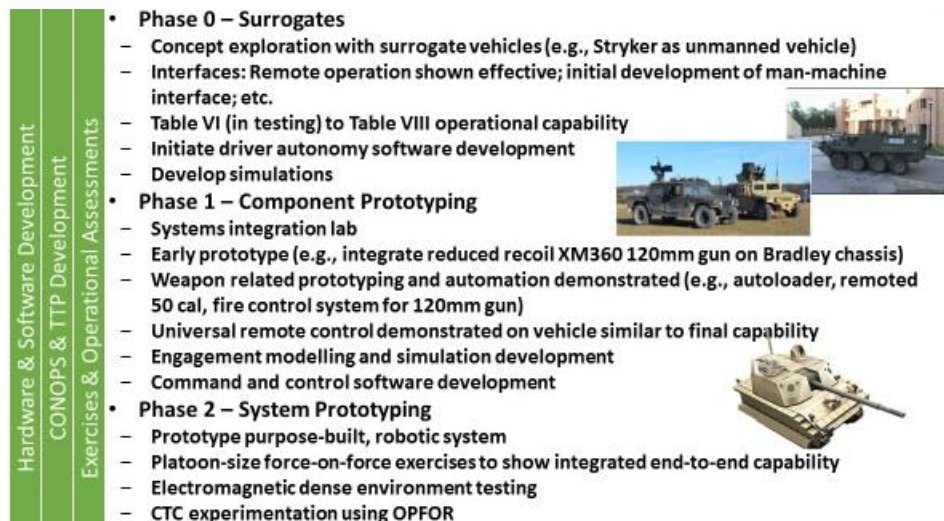 Hardware & Software Development
CONOPS & TTP Development
Exercises & Operational Assessments
• Phase 0 – Surrogates
– Concept exploration with surrogate vehicles (e.g., Stryker as unmanned vehicle)
– Interfaces: Remote operation shown effective; initial development of man-machine
interface; etc.
– Table VI (in testing) to Table VIII operational capability
– Initiate driver autonomy software development
– Develop simulations
• Phase 1 – Component Prototyping
– Systems integration lab
– Early prototype (e.g., integrate reduced recoil XM360 120mm gun on Bradley chassis)
– Weapon related prototyping and automation demonstrated (e.g., autoloader, remoted
50 cal, fire control system for 120mm gun)
– Universal remote control demonstrated on vehicle similar to final capability
– Engagement modelling and simulation development
– Command and control software development
• Phase 2 – System Prototyping
– Prototype purpose-built, robotic system
– Platoon-size force-on-force exercises to show integrated end-to-end capability
– Electromagnetic dense environment testing
– CTC experimentation using OPFOR